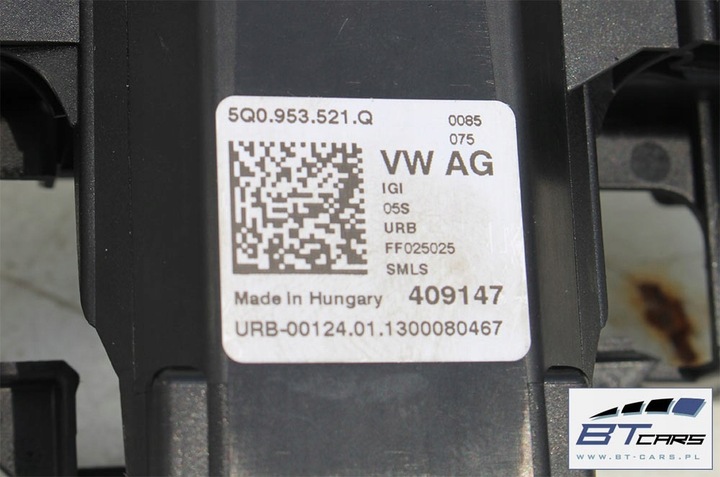 5Q0.953.521.Q
0085
075
VW AG
IGI
05S
URB
FF025025
SMLS
Made in Hungary 409147
URB-00124.01.1300080467
BT CARS
WWW.BT-CARS.PL